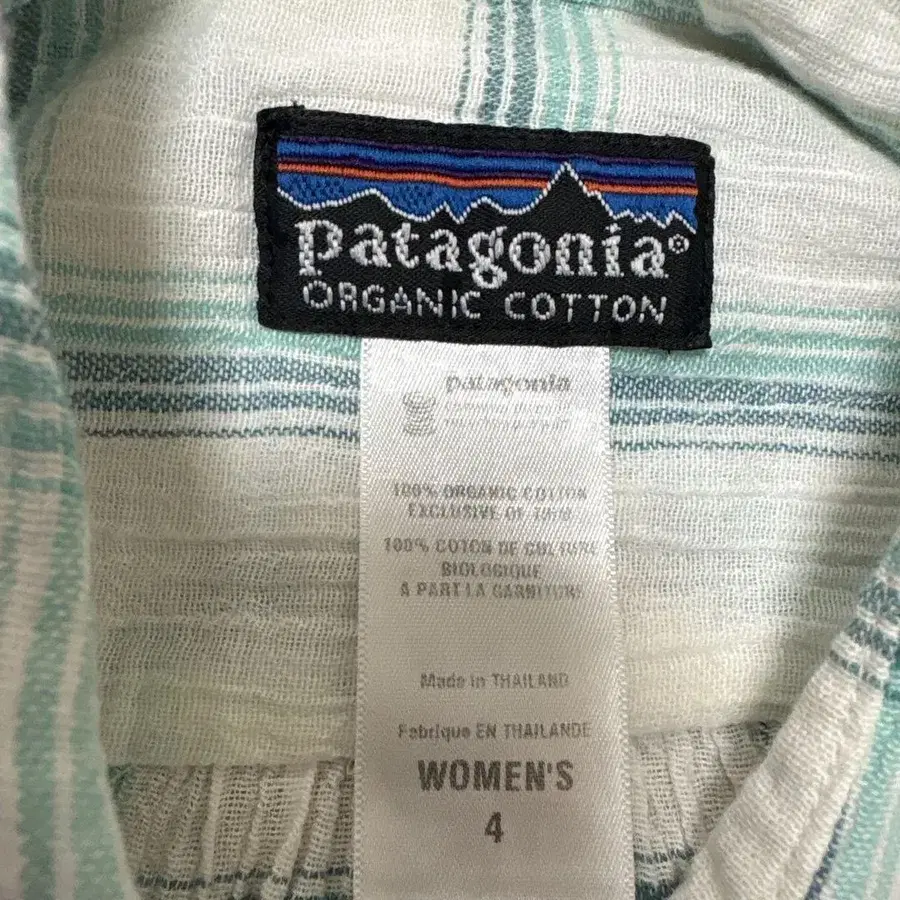 patagonia®
ORGANIC COTTON
patagonia
100% ORGANIC COTTON
EXCLUSIVE OF TRIM
100% COTON DE CULTURE
BIOLOGIQUE
A PART LA GARNITURE
Made in THAILAND
Fabrique EN THAILANDE
WOMEN'S
4